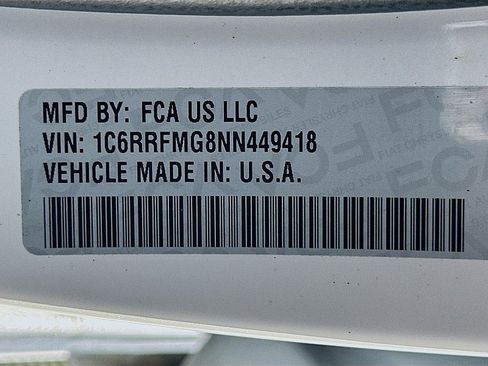 MFD BY: FCA US LLC
VIN: 1C6RRFMG8NN449418
VEHICLE MADE IN: U.S.A.